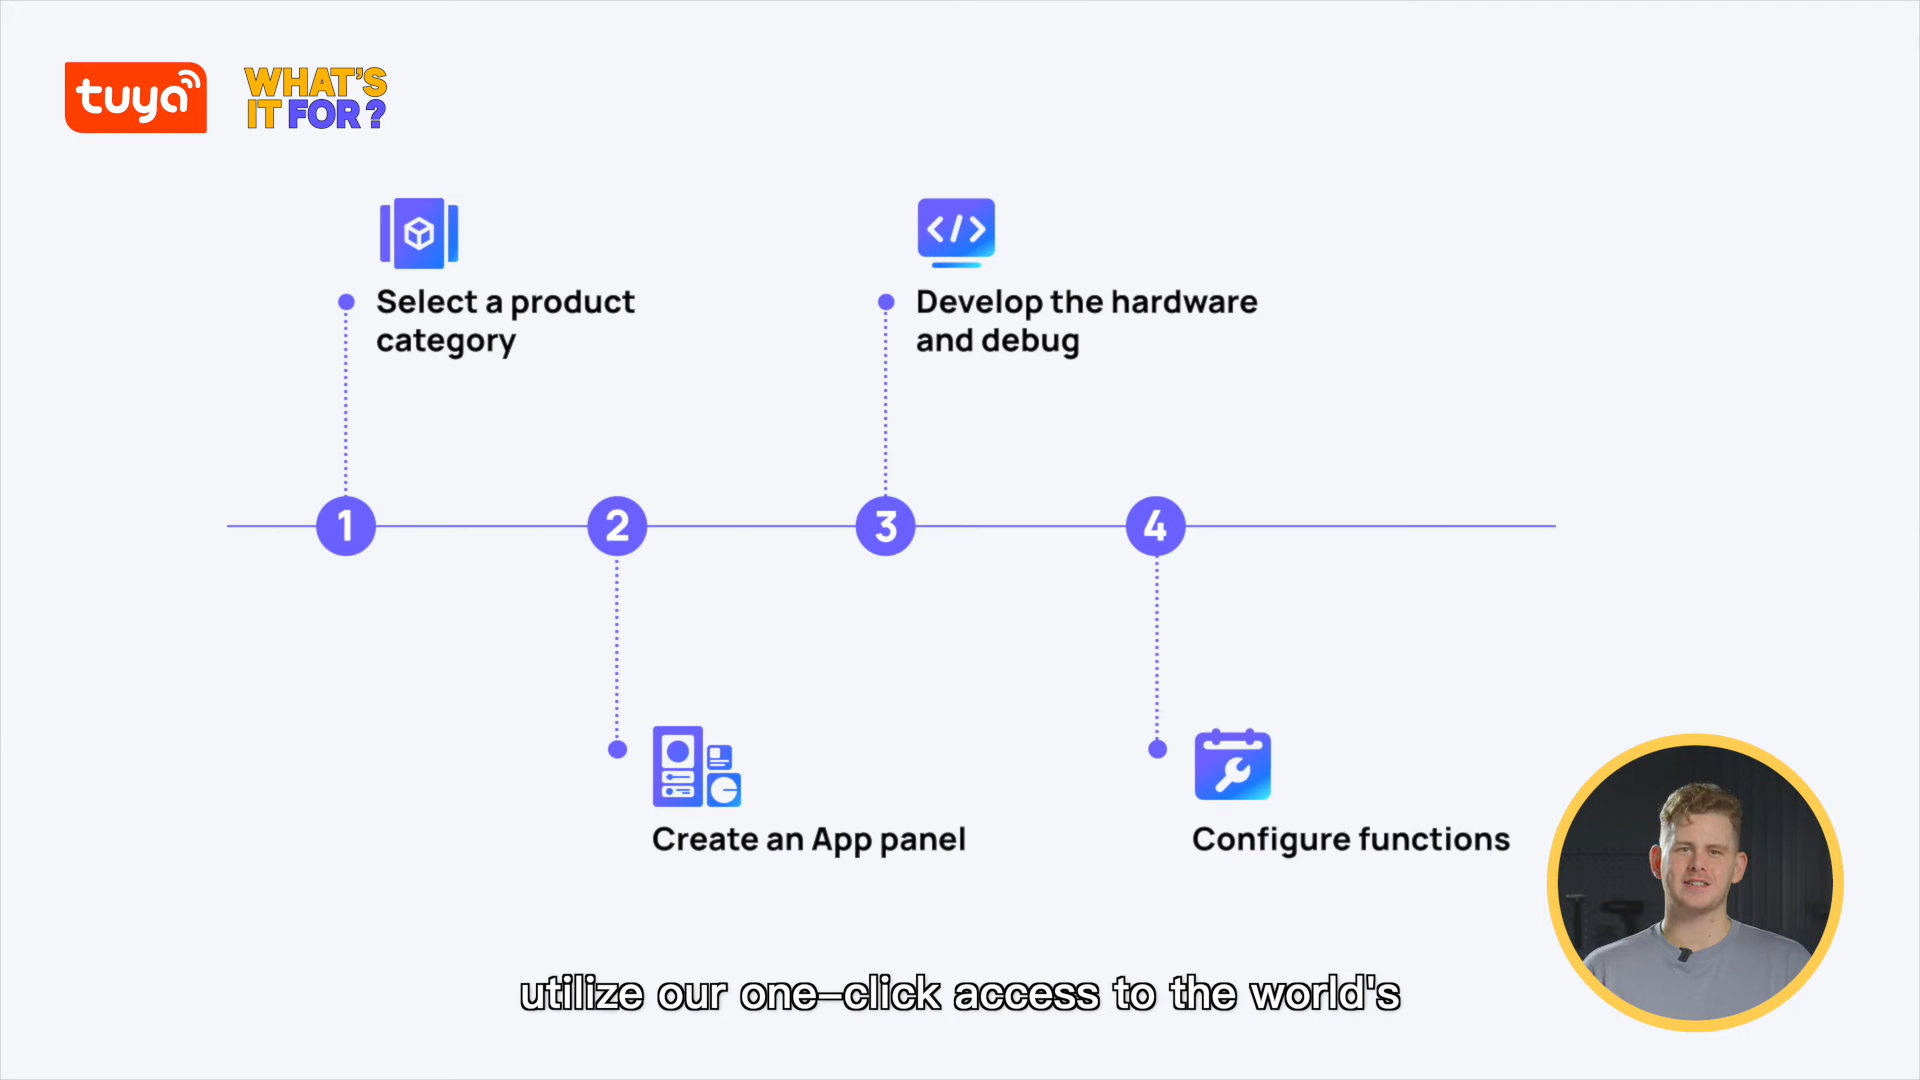 tuya
WHAT'S
IT FOR?
Select a product
category
Develop the hardware
and debug
1
2
3
4
Create an App panel
Configure functions
utilize our one-click access to the world's